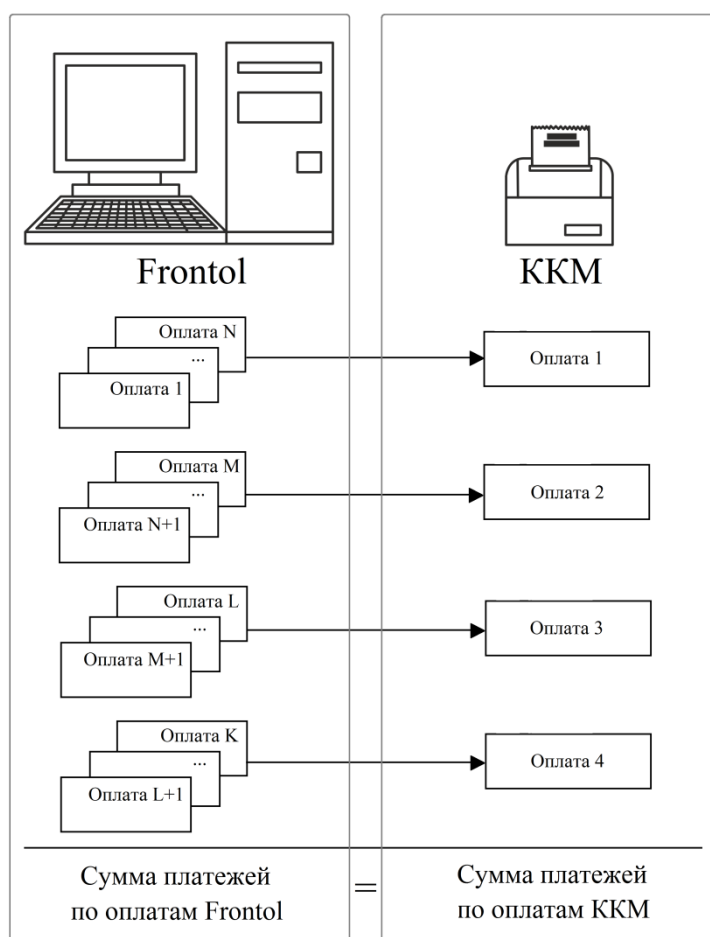 Frontol
ККМ
Оплата N
...
Оплата 1
Оплата 1
Оплата M
...
Оплата N+1
Оплата 2
Оплата L
...
Оплата M+1
Оплата 3
Оплата K
...
Оплата L+1
Оплата 4
Сумма платежей
по оплатам Frontol
=
Сумма платежей
по оплатам ККМ